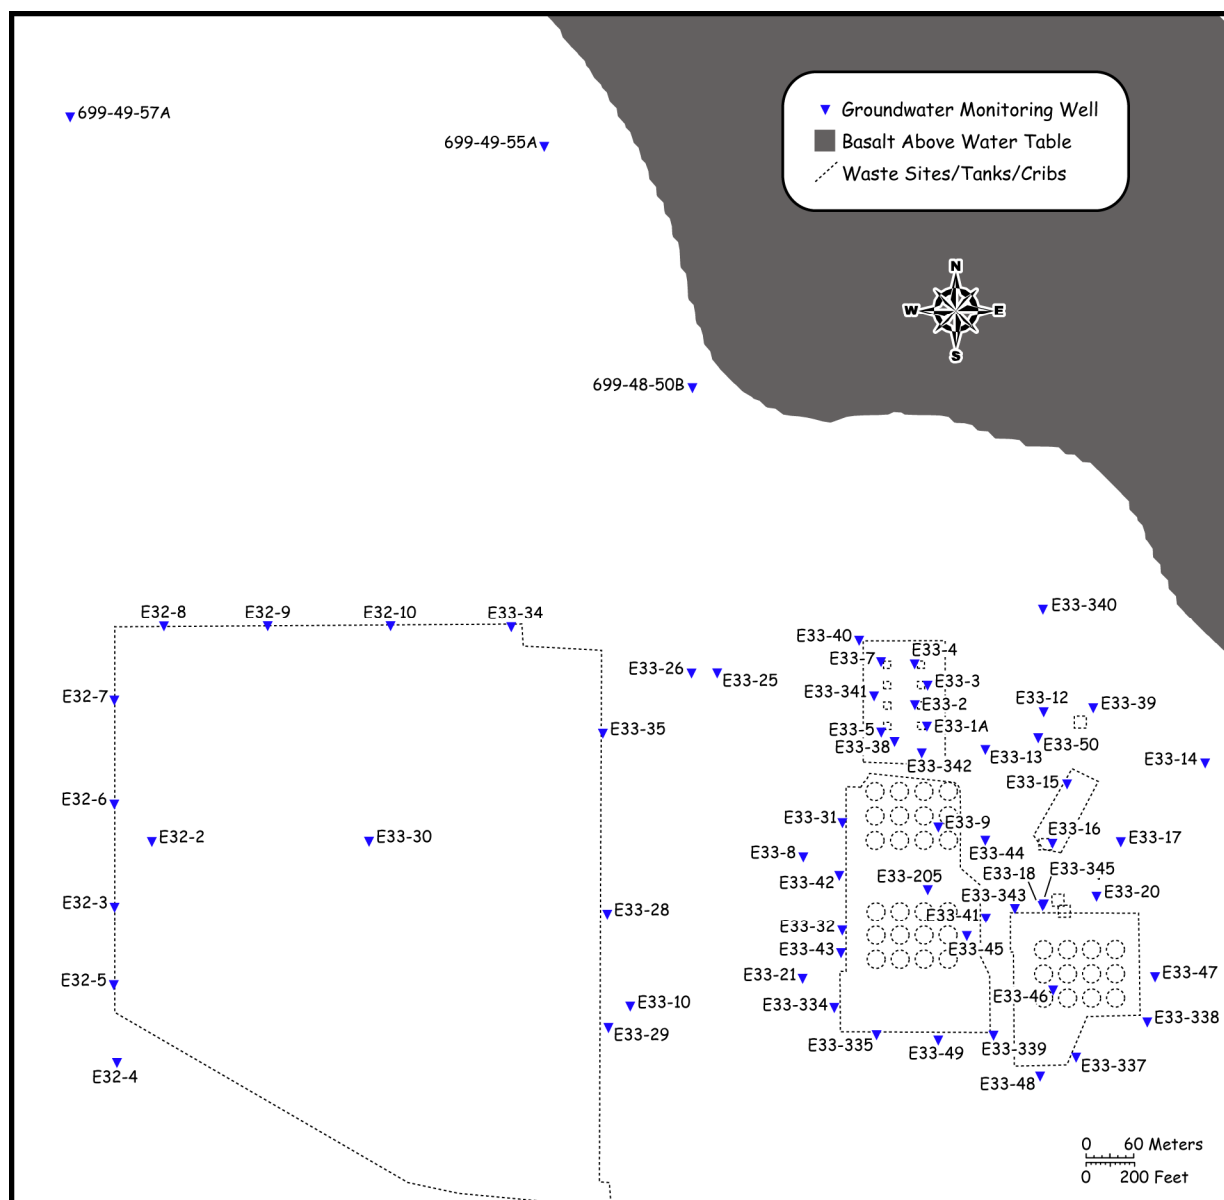 699-49-57A
699-49-55A
Groundwater Monitoring Well
Basalt Above Water Table
Waste Sites/Tanks/Cribs
N
W E
S
699-48-50B
E32-8 E32-9 E32-10 E33-34
E33-340
E33-40
E33-4
E33-7
E33-26
E33-25
E33-3
E33-341
E32-7
E33-12 E33-39
E33-2
E33-35
E33-5
E33-1A
E33-38
E33-50
E33-13
E33-14
E33-342
E33-15
E32-6
E33-31
E33-9
E33-16
E32-2 E33-30
E33-17
E33-8
E33-44
E33-18 E33-345
E33-42
E33-205
E33-20
E33-343
E32-3
E33-28
E33-41
E33-32
E33-43
E33-45
E33-21
E33-47
E32-5
E33-46
E33-10
E33-334
E33-338
E33-29
E33-335 E33-49 E33-339
E33-337
E32-4
E33-48
0 60 Meters
0 200 Feet